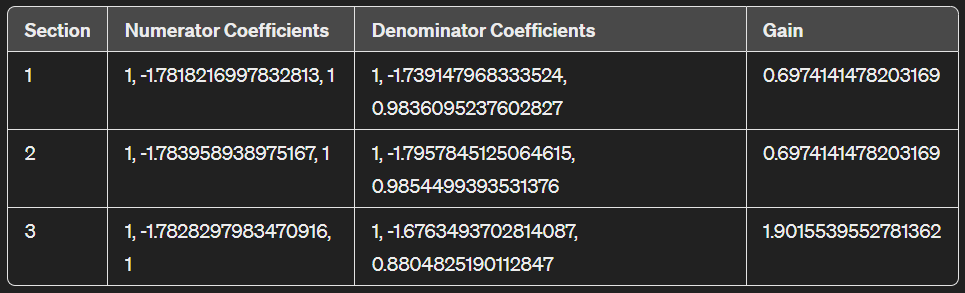 Section Numerator Coefficients Denominator Coefficients Gain
1 1, -1.7818216997832813, 1 1, -1.739147968333524, 0.6974141478203169
0.9836095237602827
2 1, -1.783958938975167, 1 1, -1.7957845125064615, 0.6974141478203169
0.9854499393531376
3 1, -1.7828297983470916, 1, -1.6763493702814087, 1.9015539552781362
1 0.8804825190112847